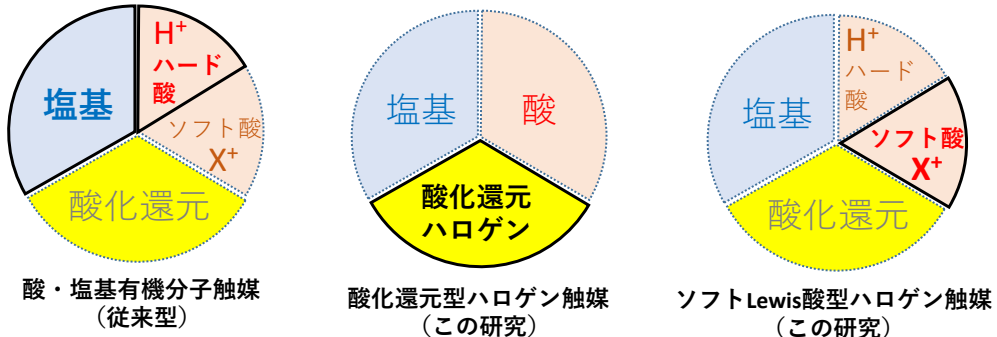 塩基
H+
ハード
酸
ソフト酸
X+
酸化還元
酸・塩基有機分子触媒
（従来型）
塩基
酸
酸化還元
ハロゲン
酸化還元型ハロゲン触媒
（この研究）
塩基
H+
ハード
酸
ソフト酸
X+
酸化還元
ソフトLewis酸型ハロゲン触媒
（この研究）